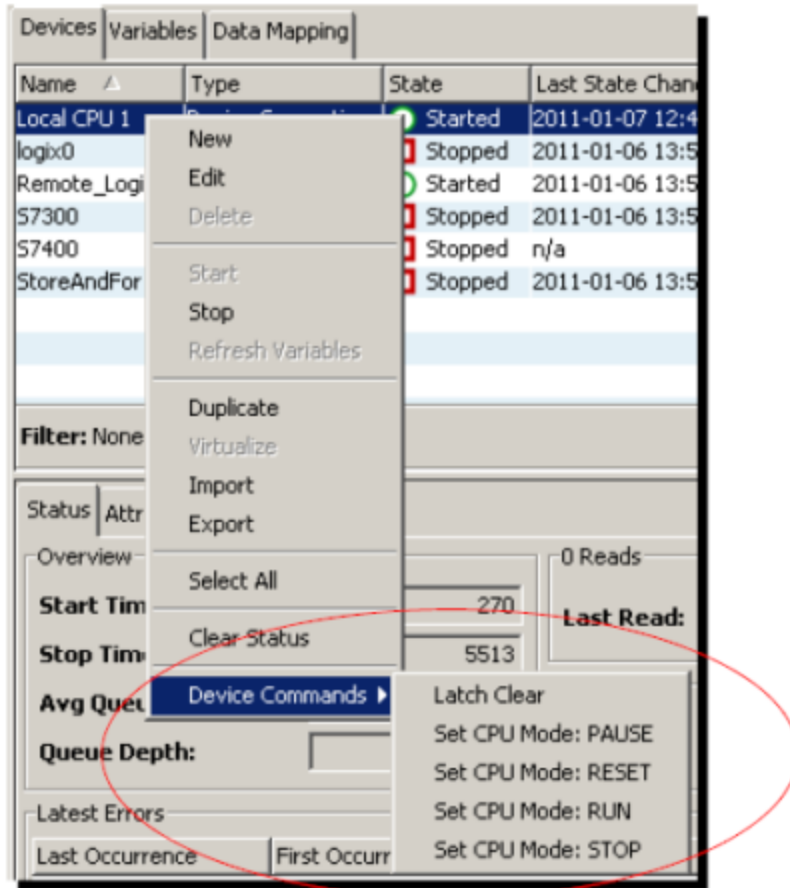 Devices Variables Data Mapping
Name Type State Last State Chan
Local CPU 1 Started 2011-01-07 12:4
logix0 Stopped 2011-01-06 13:5
Remote_Logi Started 2011-01-06 13:5
S7300 Stopped 2011-01-06 13:5
S7400 Stopped n/a
StoreAndFor Stopped 2011-01-06 13:5
New
Edit
Delete
Start
Stop
Refresh Variables
Duplicate
Virtualize
Import
Export
Select All
Clear Status
Device Commands
Filter: None
Status Attr
Overview 0 Reads
Start Tim 270 Last Read:
Stop Tim 5513
Avg Queu
Queue Depth:
Latch Clear
Set CPU Mode: PAUSE
Set CPU Mode: RESET
Set CPU Mode: RUN
Set CPU Mode: STOP
Latest Errors
Last Occurrence First Occurr